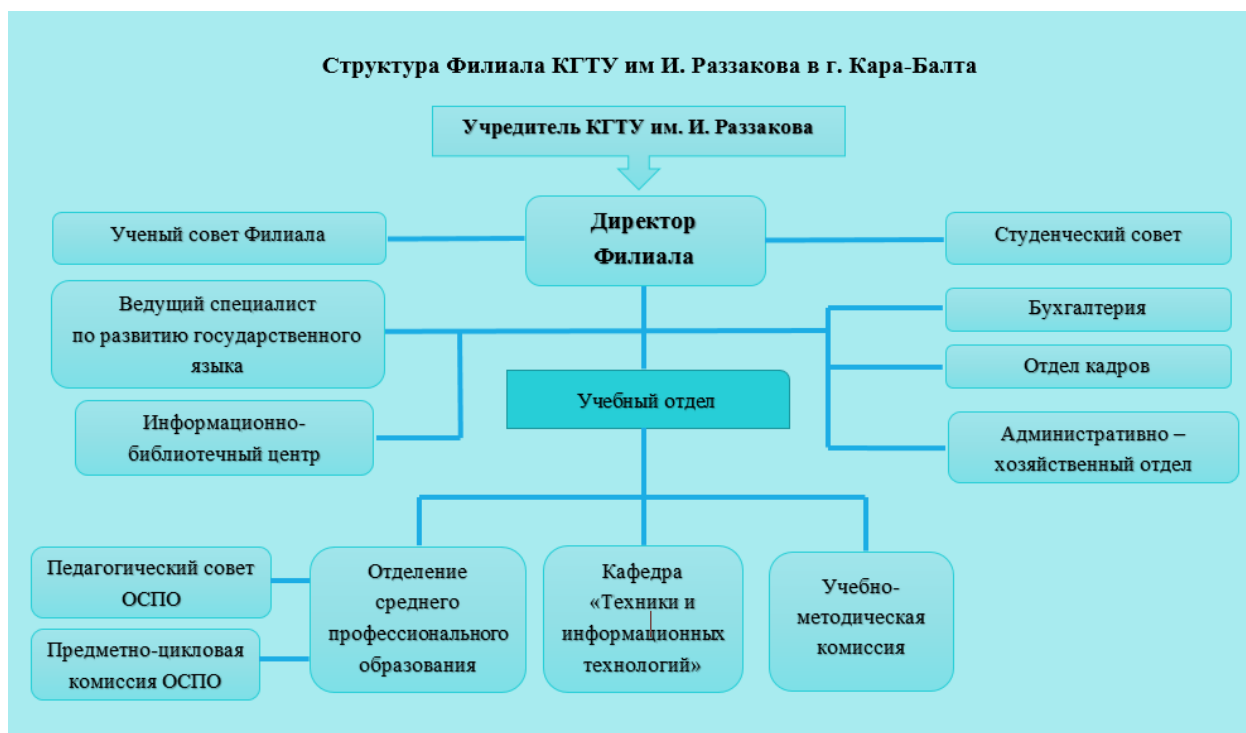 Структура Филиала КГТУ им И. Раззакова в г. Кара-Балта
Учредитель КГТУ им. И. Раззакова
Директор
Филиала
Ученый совет Филиала
Студенческий совет
Ведущий специалист
по развитию государственного
языка
Бухгалтерия
Отдел кадров
Учебный отдел
Информационно-
библиотечный центр
Административно –
хозяйственный отдел
Педагогический совет
ОСПО
Предметно-цикловая
комиссия ОСПО
Отделение
среднего
профессионального
образования
Кафедра
«Техники и
информационных
технологий»
Учебно-
методическая
комиссия